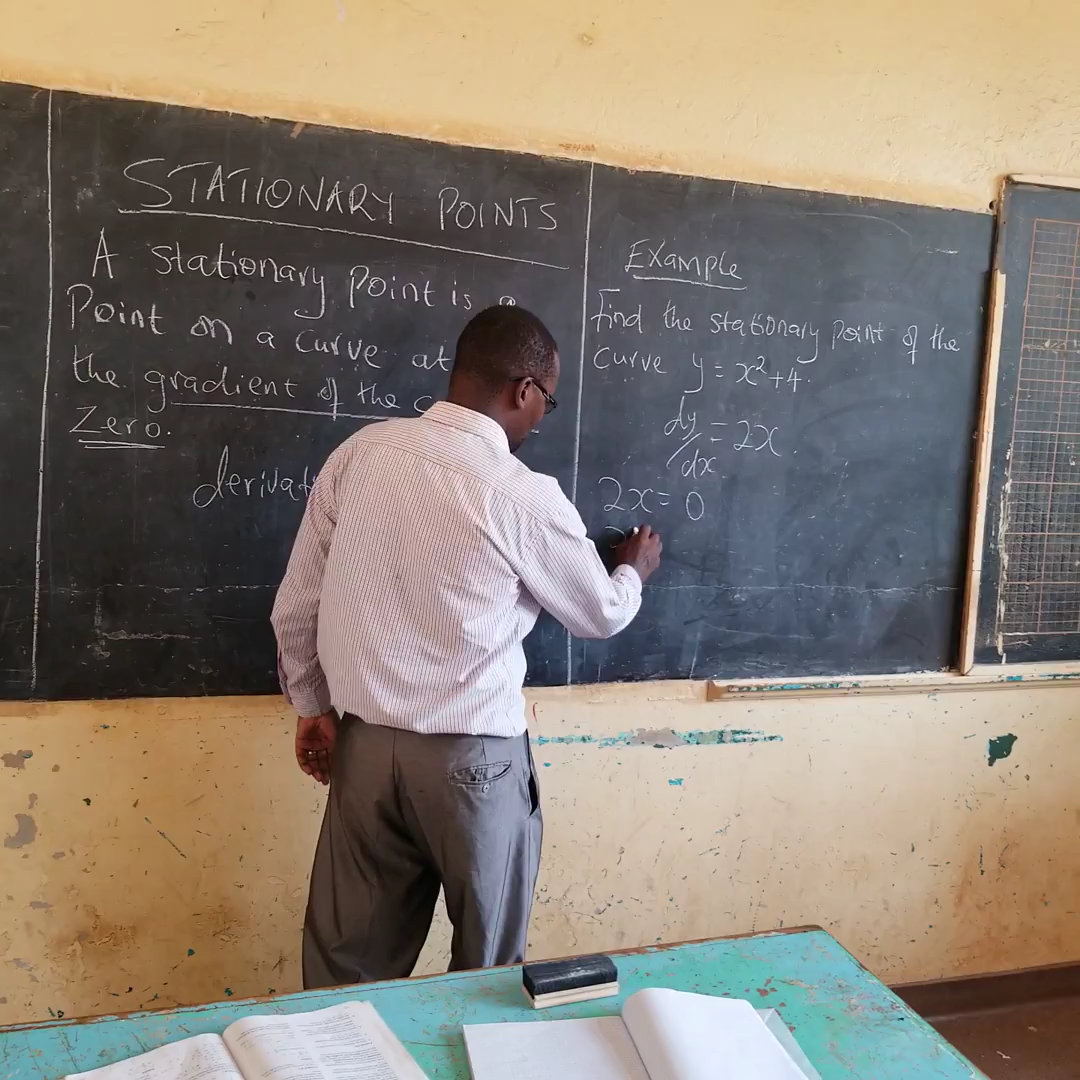 STATIONARY POINTS
A stationary point is
Point on a curve at
the gradient of the
Zero.
Example
Find the stationary point of the
curve y = x² + 4.
dy/dx = 2x
2x = 0